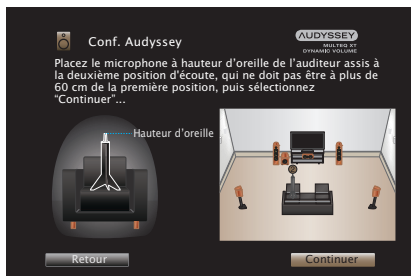 Conf. Audyssey
AUDYSSEY
MULTEQ XT
DYNAMIC VOLUME
Placez le microphone à hauteur d'oreille de l'auditeur assis à
la deuxième position d'écoute, qui ne doit pas être à plus de
60 cm de la première position, puis sélectionnez
"Continuer"...
Hauteur d'oreille
Retour
Continuer